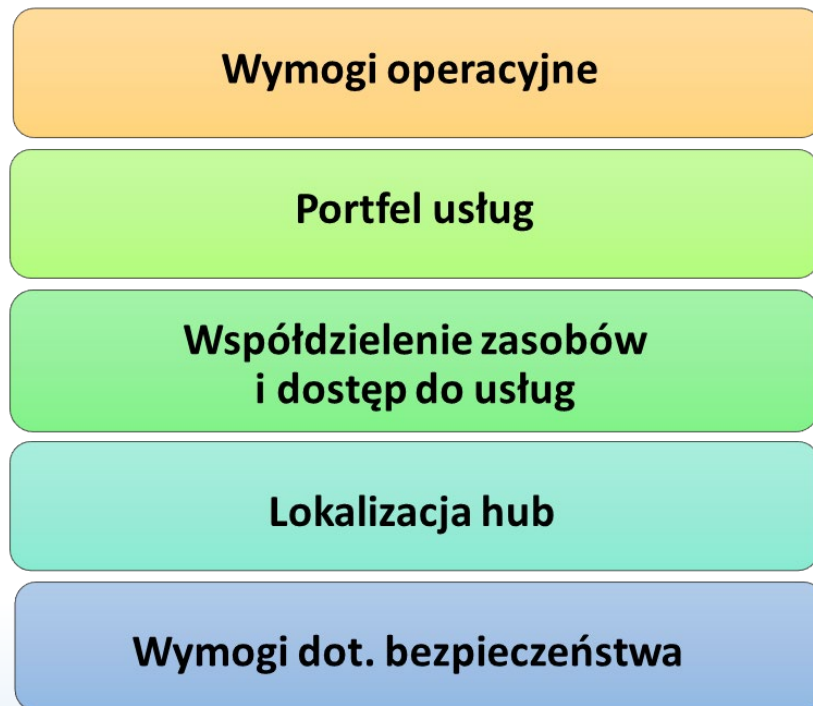 Wymogi operacyjne
Portfel usług
Współdzielenie zasobów
i dostęp do usług
Lokalizacja hub
Wymogi dot. bezpieczeństwa